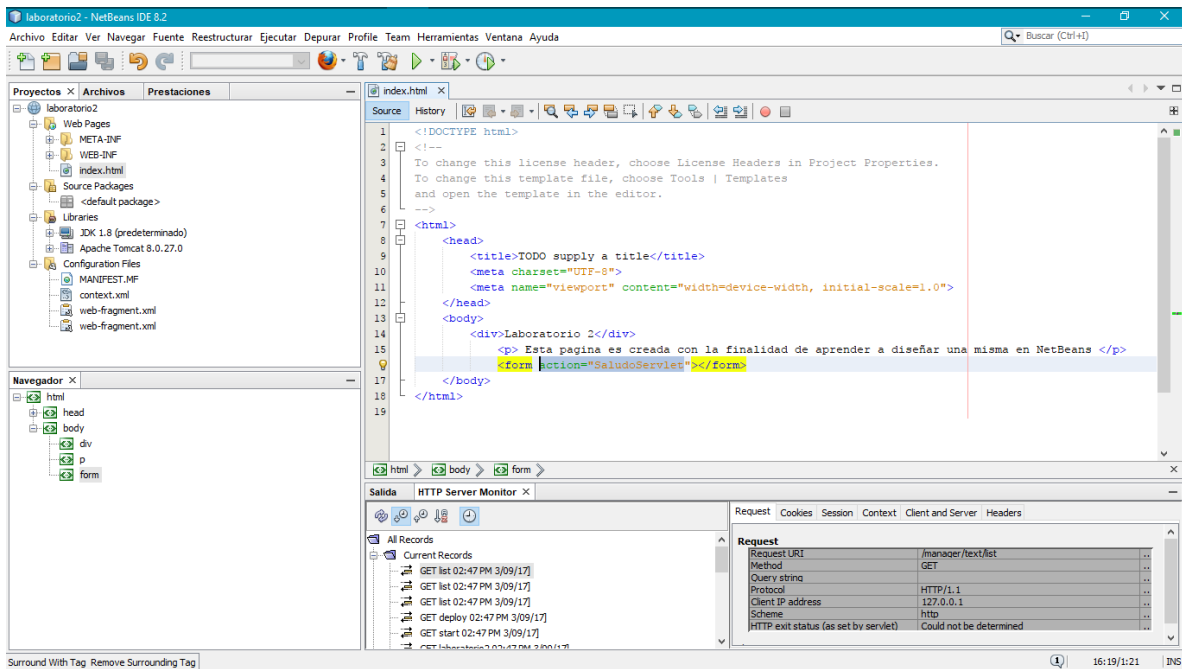 laboratorio2 - NetBeans IDE 8.2
Archivo Editar Ver Navegar Fuente Reestructurar Ejecutar Depurar Profile Team Herramientas Ventana Ayuda
Buscar (Ctrl+I)
Proyectos Archivos Prestaciones
laboratorio2
Web Pages
META-INF
WEB-INF
index.html
Source Packages
<default package>
Libraries
JDK 1.8 (predeterminado)
Apache Tomcat 8.0.27.0
Configuration Files
MANIFEST.MF
context.xml
web-fragment.xml
web-fragment.xml
Navegador
html
head
body
div
p
form
index.html
Source History
1 <!DOCTYPE html>
2 <!--
3 To change this license header, choose License Headers in Project Properties.
4 To change this template file, choose Tools | Templates
5 and open the template in the editor.
6 -->
7 <html>
8 <head>
9 <title>TODO supply a title</title>
10 <meta charset="UTF-8">
11 <meta name="viewport" content="width=device-width, initial-scale=1.0">
12 </head>
13 <body>
14 <div>Laboratorio 2</div>
15 <p> Esta pagina es creada con la finalidad de aprender a diseñar una misma en NetBeans </p>
<form action="SaludoServlet"></form>
17 </body>
18 </html>
19
html body form
Salida HTTP Server Monitor
All Records
Current Records
GET list 02:47 PM 3/09/17]
GET list 02:47 PM 3/09/17]
GET list 02:47 PM 3/09/17]
GET deploy 02:47 PM 3/09/17]
GET start 02:47 PM 3/09/17]
GET laboratorio2 02:47 PM 3/09/17]
Request Cookies Session Context Client and Server Headers
Request
Request URI /manager/text/list ..
Method GET ..
Query string ..
Protocol HTTP/1.1 ..
Client IP address 127.0.0.1 ..
Scheme http ..
HTTP exit status (as set by servlet) Could not be determined ..
Surround With Tag Remove Surrounding Tag
1 16:19/1:21 INS